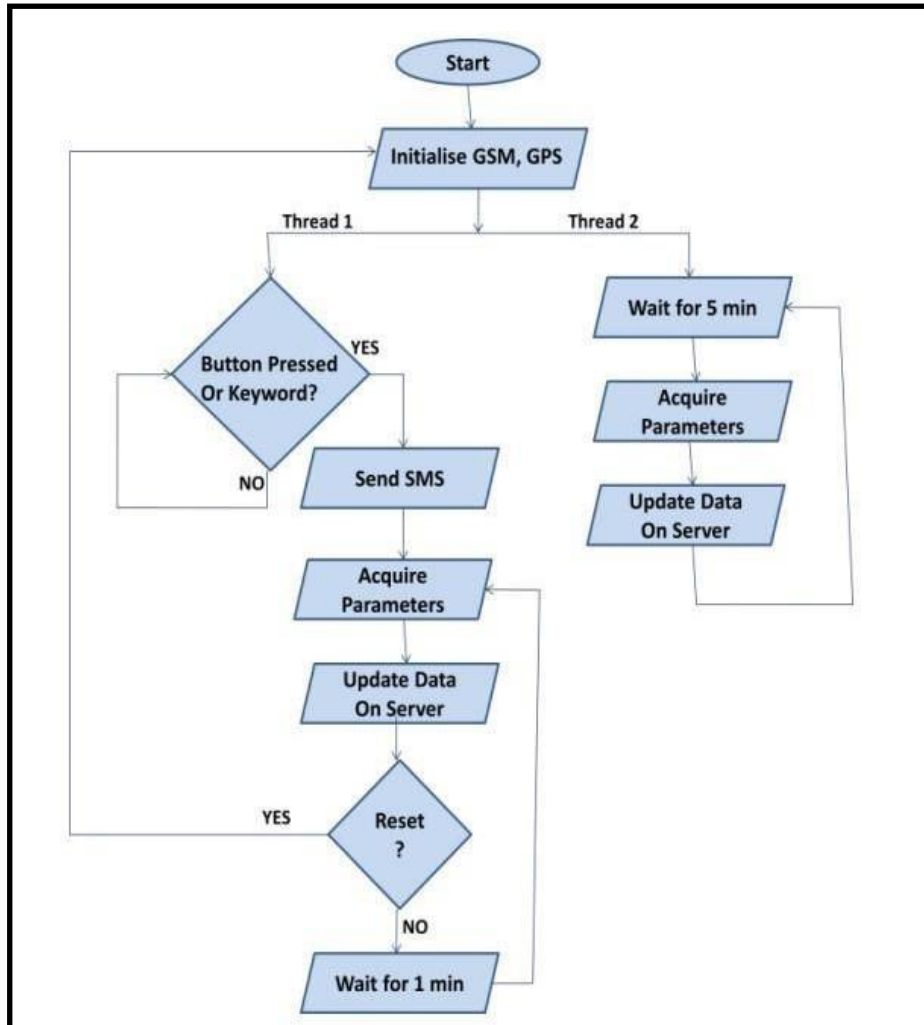 Start
Initialise GSM, GPS
Thread 1
Thread 2
Button Pressed
Or Keyword?
YES
NO
Send SMS
Acquire
Parameters
Update Data
On Server
Reset
?
YES
NO
Wait for 1 min
Wait for 5 min
Acquire
Parameters
Update Data
On Server